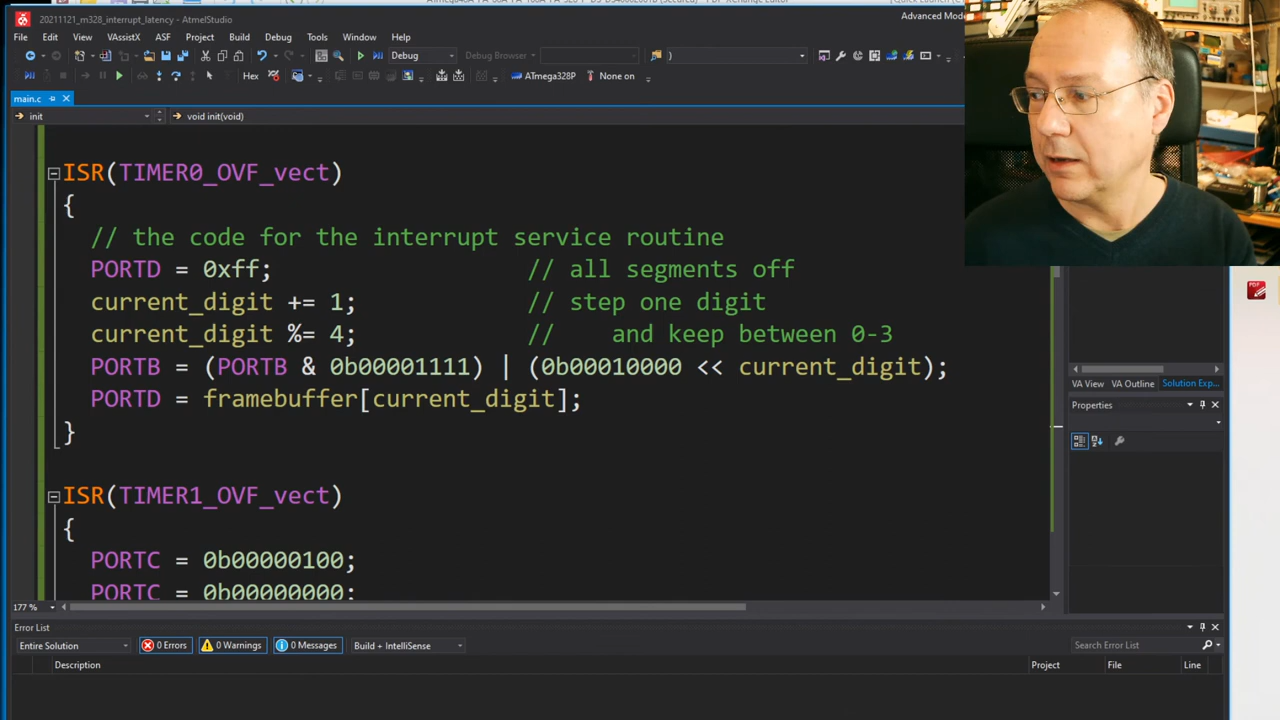 20211121_m328_interrupt_latency - AtmelStudio
Advanced Mode
File Edit View VAssistX ASF Project Build Debug Tools Window Help
Debug Debug Browser )
Hex ATmega328P None on
main.c
init void init(void)
ISR(TIMER0_OVF_vect)
{
// the code for the interrupt service routine
PORTD = 0xff; // all segments off
current_digit += 1; // step one digit
current_digit %= 4; // and keep between 0-3
PORTB = (PORTB & 0b00001111) | (0b00010000 << current_digit);
PORTD = framebuffer[current_digit];
}
ISR(TIMER1_OVF_vect)
{
PORTC = 0b00000100;
PORTC = 0b00000000;
177 %
VA View VA Outline Solution Exp...
Properties
Error List
Entire Solution 0 Errors 0 Warnings 0 Messages Build + IntelliSense
Search Error List
Description Project File Line
PDF